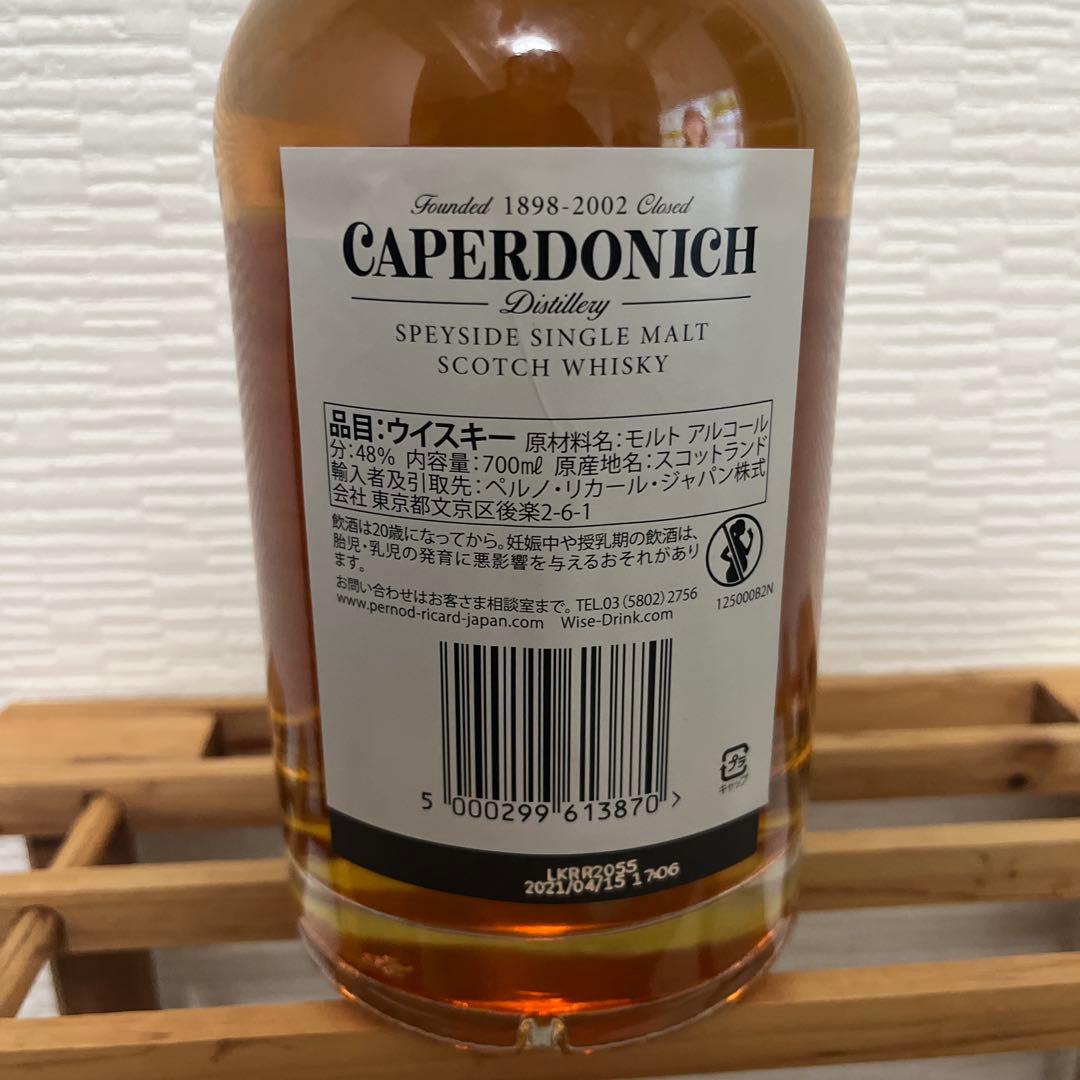 Founded 1898-2002 Closed
CAPERDONICH
Distillery
SPEYSIDE SINGLE MALT
SCOTCH WHISKY
品目:ウイスキー 原材料名:モルト アルコール
分:48% 内容量:700㎖ 原産地名:スコットランド
輸入者及引取先:ペルノ・リカール・ジャパン株式
会社 東京都文京区後楽2-6-1
飲酒は20歳になってから。妊娠中や授乳期の飲酒は、
胎児・乳児の発育に悪影響を与えるおそれがあり
ます。
お問い合わせはお客さま相談室まで。TEL.03(5802)2756
www.pernod-ricard-japan.com Wise-Drink.com
125000B2N
プラ
キャップ
5 000299 613870 >
LKRR2055
2021/04/15 17:06